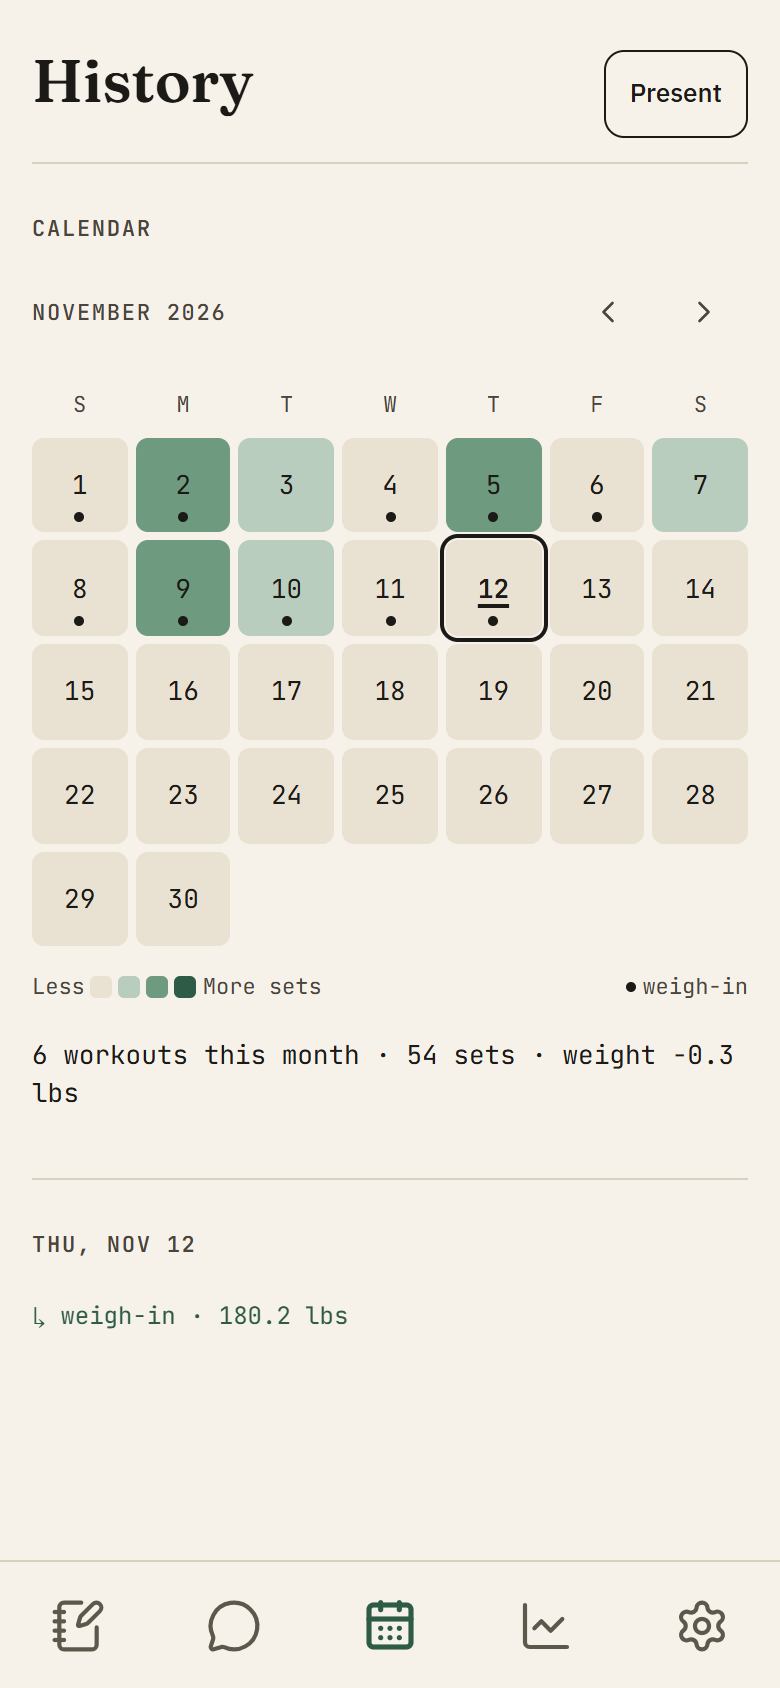 History
Present
CALENDAR
NOVEMBER 2026
S M T W T F S
1 2 3 4 5 6 7
8 9 10 11 12 13 14
15 16 17 18 19 20 21
22 23 24 25 26 27 28
29 30
Less More sets weigh-in
6 workouts this month · 54 sets · weight -0.3
lbs
THU, NOV 12
↳ weigh-in · 180.2 lbs